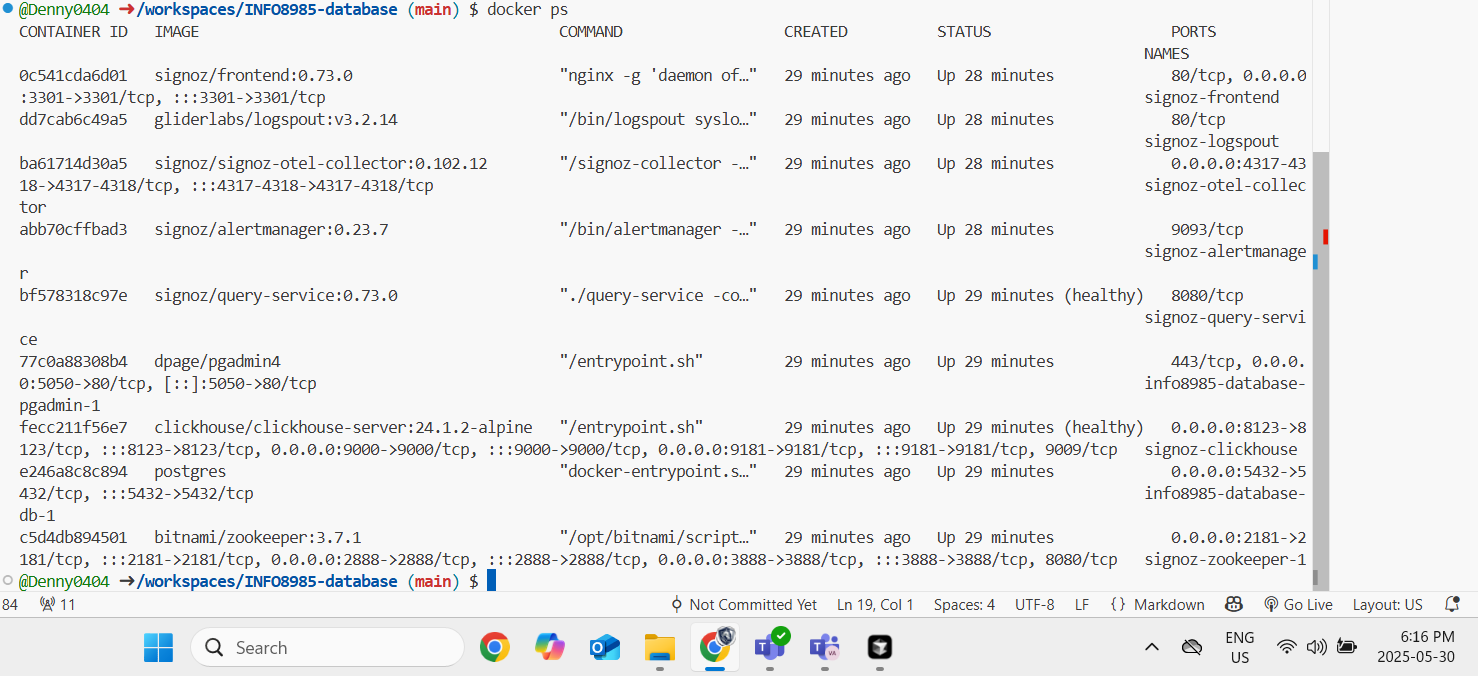 @Denny0404 ➜/workspaces/INFO8985-database (main) $ docker ps
CONTAINER ID   IMAGE   COMMAND   CREATED   STATUS   PORTS
NAMES
0c541cda6d01   signoz/frontend:0.73.0   "nginx -g 'daemon of…"   29 minutes ago   Up 28 minutes   80/tcp, 0.0.0.0
:3301->3301/tcp, :::3301->3301/tcp   signoz-frontend
dd7cab6c49a5   gliderlabs/logspout:v3.2.14   "/bin/logspout syslo…"   29 minutes ago   Up 28 minutes   80/tcp
signoz-logspout
ba61714d30a5   signoz/signoz-otel-collector:0.102.12   "/signoz-collector -…"   29 minutes ago   Up 28 minutes   0.0.0.0:4317-43
18->4317-4318/tcp, :::4317-4318->4317-4318/tcp   signoz-otel-collec
tor
abb70cffbad3   signoz/alertmanager:0.23.7   "/bin/alertmanager -…"   29 minutes ago   Up 28 minutes   9093/tcp
signoz-alertmanage
r
bf578318c97e   signoz/query-service:0.73.0   "./query-service -co…"   29 minutes ago   Up 29 minutes (healthy)   8080/tcp
signoz-query-servi
ce
77c0a88308b4   dpage/pgadmin4   "/entrypoint.sh"   29 minutes ago   Up 29 minutes   443/tcp, 0.0.0.
0:5050->80/tcp, [::]:5050->80/tcp   info8985-database-
pgadmin-1
fecc211f56e7   clickhouse/clickhouse-server:24.1.2-alpine   "/entrypoint.sh"   29 minutes ago   Up 29 minutes (healthy)   0.0.0.0:8123->8
123/tcp, :::8123->8123/tcp, 0.0.0.0:9000->9000/tcp, :::9000->9000/tcp, 0.0.0.0:9181->9181/tcp, :::9181->9181/tcp, 9009/tcp   signoz-clickhouse
e246a8c8c894   postgres   "docker-entrypoint.s…"   29 minutes ago   Up 29 minutes   0.0.0.0:5432->5
432/tcp, :::5432->5432/tcp   info8985-database-
db-1
c5d4db894501   bitnami/zookeeper:3.7.1   "/opt/bitnami/script…"   29 minutes ago   Up 29 minutes   0.0.0.0:2181->2
181/tcp, :::2181->2181/tcp, 0.0.0.0:2888->2888/tcp, :::2888->2888/tcp, 0.0.0.0:3888->3888/tcp, :::3888->3888/tcp, 8080/tcp   signoz-zookeeper-1
@Denny0404 ➜/workspaces/INFO8985-database (main) $
84   11   Not Committed Yet   Ln 19, Col 1   Spaces: 4   UTF-8   LF   {} Markdown   Go Live   Layout: US
Search   ENG   6:16 PM
US   2025-05-30